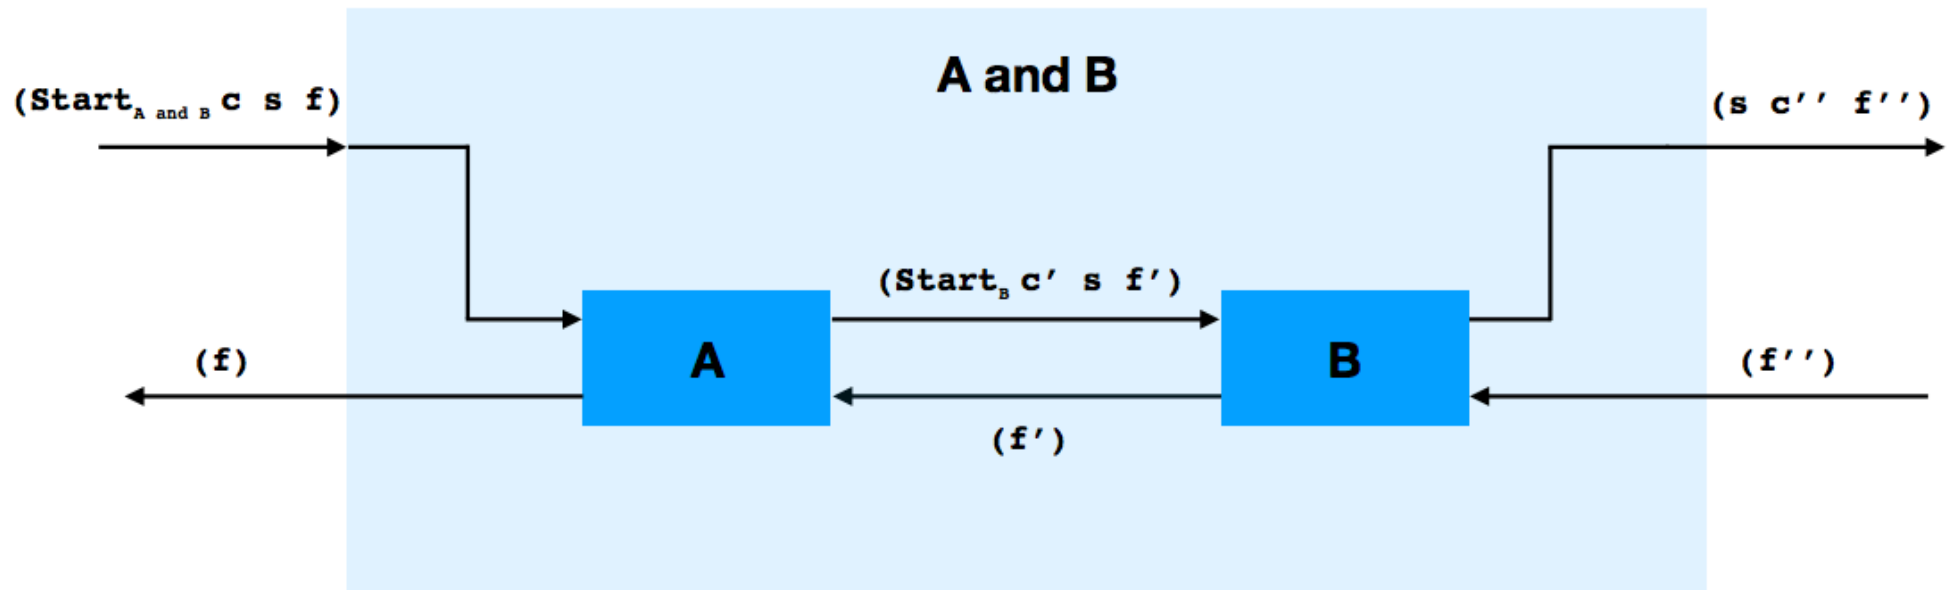 A and B
(Start A and B c s f)
(s c’’ f’’)
(Start B c’ s f’)
(f)
A
B
(f’’)
(f’)